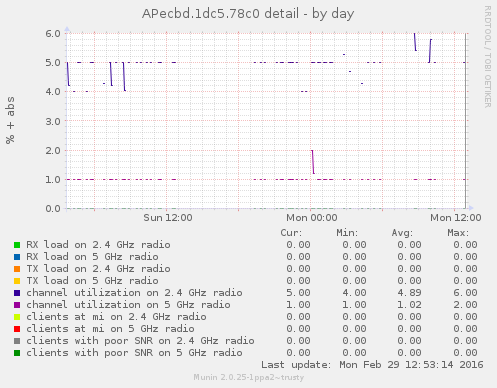 APecbd.1dc5.78c0 detail - by day
RRDTOOL / TOBI OETIKER
% + abs
6.0
5.0
4.0
3.0
2.0
1.0
0.0
Sun 12:00 Mon 00:00 Mon 12:00
Cur: Min: Avg: Max:
RX load on 2.4 GHz radio 0.00 0.00 0.00 0.00
RX load on 5 GHz radio 0.00 0.00 0.00 0.00
TX load on 2.4 GHz radio 0.00 0.00 0.00 0.00
TX load on 5 GHz radio 0.00 0.00 0.00 0.00
channel utilization on 2.4 GHz radio 5.00 4.00 4.89 6.00
channel utilization on 5 GHz radio 1.00 1.00 1.02 2.00
clients at mi on 2.4 GHz radio 0.00 0.00 0.00 0.00
clients at mi on 5 GHz radio 0.00 0.00 0.00 0.00
clients with poor SNR on 2.4 GHz radio 0.00 0.00 0.00 0.00
clients with poor SNR on 5 GHz radio 0.00 0.00 0.00 0.00
Last update: Mon Feb 29 12:53:14 2016
Munin 2.0.25-1ppa2~trusty